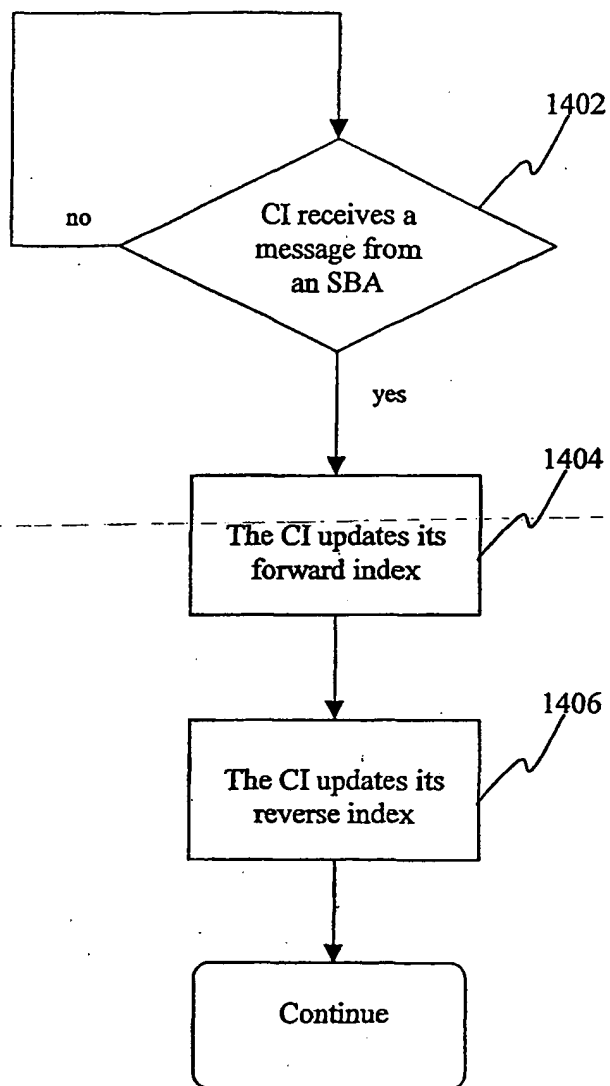 1402
CI receives a
message from
an SBA
no
yes
1404
The CI updates its
forward index
1406
The CI updates its
reverse index
Continue